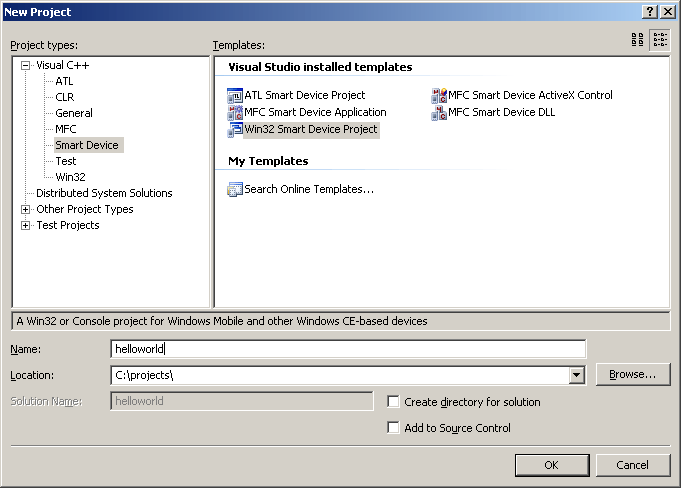 New Project
Project types:
Templates:
Visual C++
ATL
CLR
General
MFC
Smart Device
Test
Win32
Distributed System Solutions
Other Project Types
Test Projects
Visual Studio installed templates
ATL Smart Device Project
MFC Smart Device ActiveX Control
MFC Smart Device Application
MFC Smart Device DLL
Win32 Smart Device Project
My Templates
Search Online Templates...
A Win32 or Console project for Windows Mobile and other Windows CE-based devices
Name:
helloworld
Location:
C:\projects\
Browse...
Solution Name:
helloworld
Create directory for solution
Add to Source Control
OK
Cancel